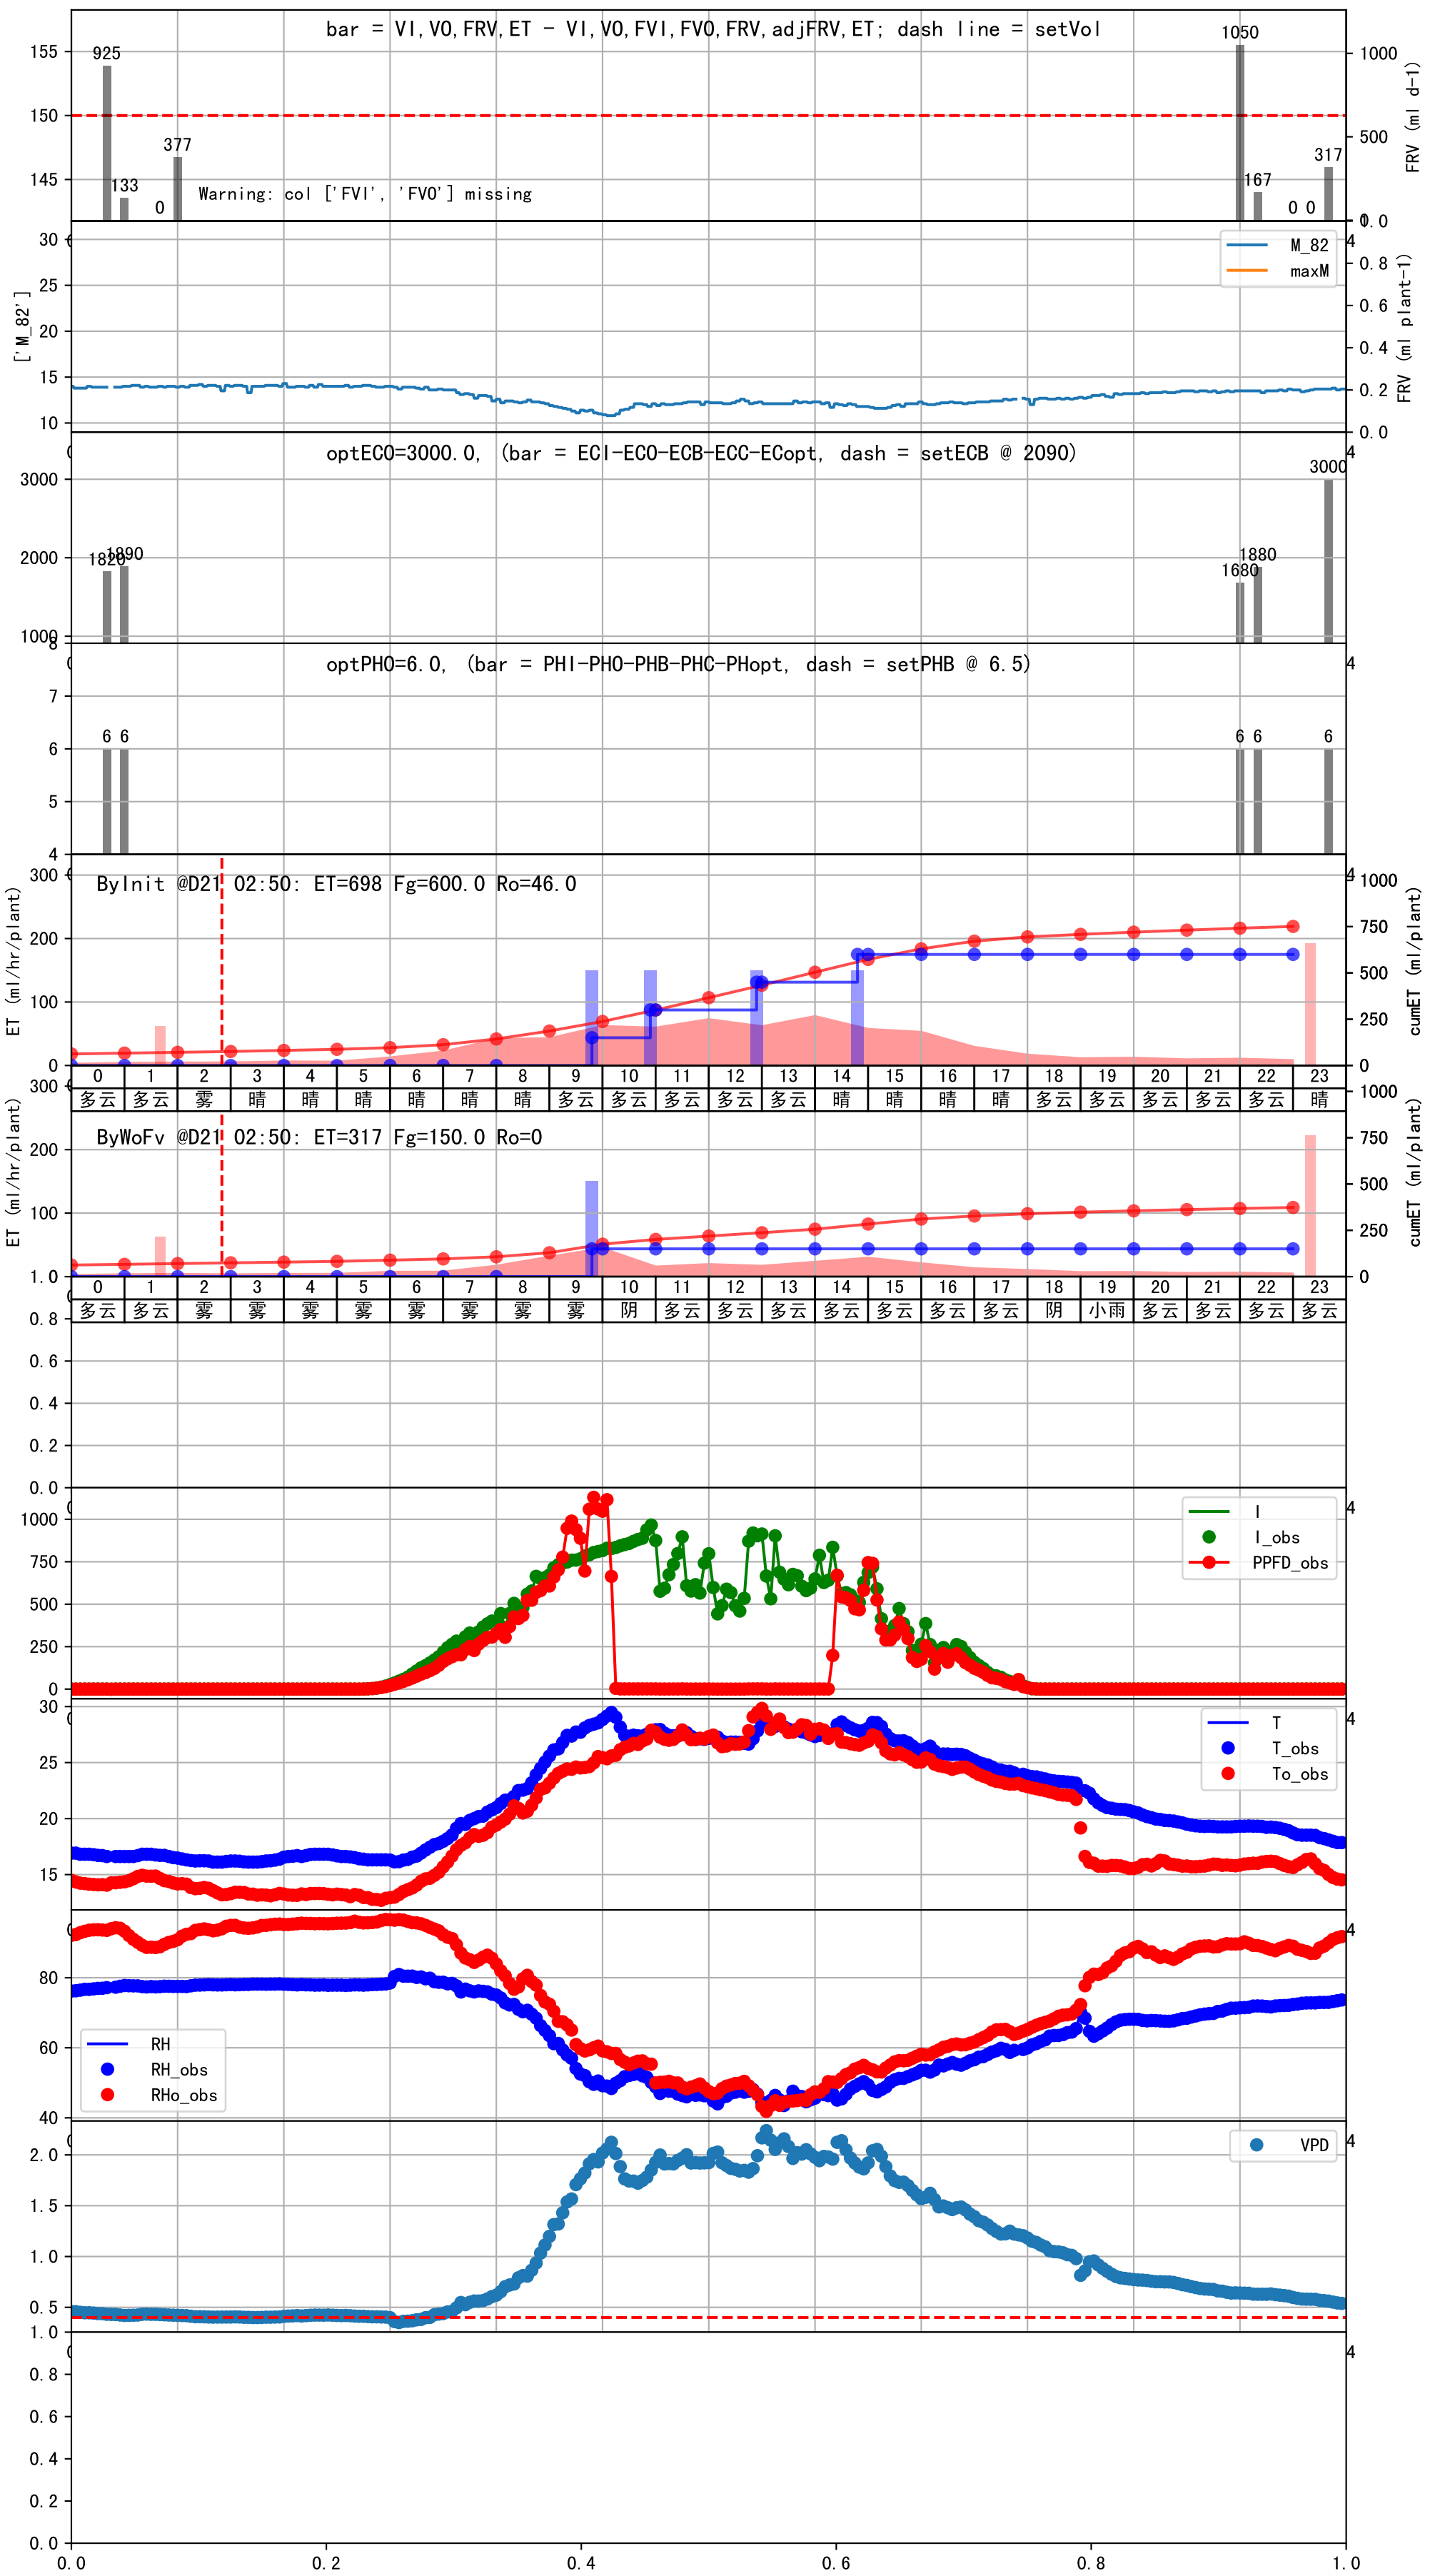 bar = VI,VO,FRV,ET - VI,VO,FVI,FVO,FRV,adjFRV,ET; dash line = setVol
155
150
145
925
133
0
377
Warning: col ['FVI', 'FVO'] missing
1050
167
0 0
317
1000
500
0
FRV (ml d-1)
30
25
20
15
10
['M_82']
M_82
maxM
1.0
0.8
0.6
0.4
0.2
0.0
FRV (ml plant-1)
optECO=3000.0, (bar = ECI-ECO-ECB-ECC-ECopt, dash = setECB @ 2090)
3000
2000
1000
1820
1890
1680
1880
3000
optPHO=6.0, (bar = PHI-PHO-PHB-PHC-PHopt, dash = setPHB @ 6.5)
8
7
6
5
4
6 6
6 6
6
ByInit @D21 02:50: ET=698 Fg=600.0 Ro=46.0
300
200
100
0
ET (ml/hr/plant)
1000
750
500
250
0
cumET (ml/plant)
0 1 2 3 4 5 6 7 8 9 10 11 12 13 14 15 16 17 18 19 20 21 22 23
多云 多云 雾 晴 晴 晴 晴 晴 晴 多云 多云 多云 多云 多云 晴 晴 晴 晴 多云 多云 多云 多云 多云 晴
ByWoFv @D21 02:50: ET=317 Fg=150.0 Ro=0
300
200
100
ET (ml/hr/plant)
1000
750
500
250
0
cumET (ml/plant)
0 1 2 3 4 5 6 7 8 9 10 11 12 13 14 15 16 17 18 19 20 21 22 23
多云 多云 雾 雾 雾 雾 雾 雾 雾 雾 阴 多云 多云 多云 多云 多云 多云 多云 阴 小雨 多云 多云 多云 多云
1.0
0.8
0.6
0.4
0.2
0.0
1000
750
500
250
0
I
I_obs
PPFD_obs
30
25
20
15
T
T_obs
To_obs
80
60
40
RH
RH_obs
RHo_obs
2.0
1.5
1.0
0.5
VPD
1.0
0.8
0.6
0.4
0.2
0.0
0.0 0.2 0.4 0.6 0.8 1.0